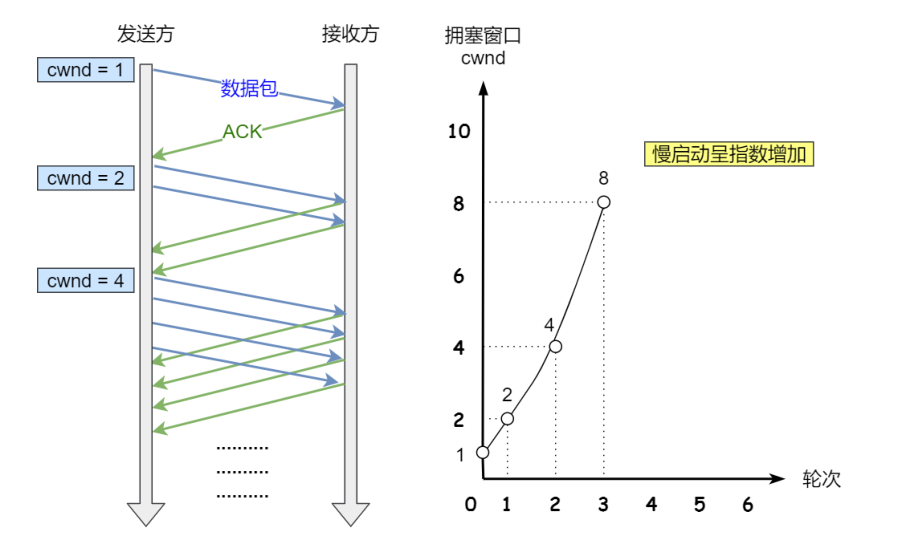 发送方
接收方
cwnd = 1
数据包
ACK
cwnd = 2
cwnd = 4
..........
..........
..........
拥塞窗口
cwnd
慢启动呈指数增加
10
8
8
6
4
4
2
2
1
轮次
0 1 2 3 4 5 6